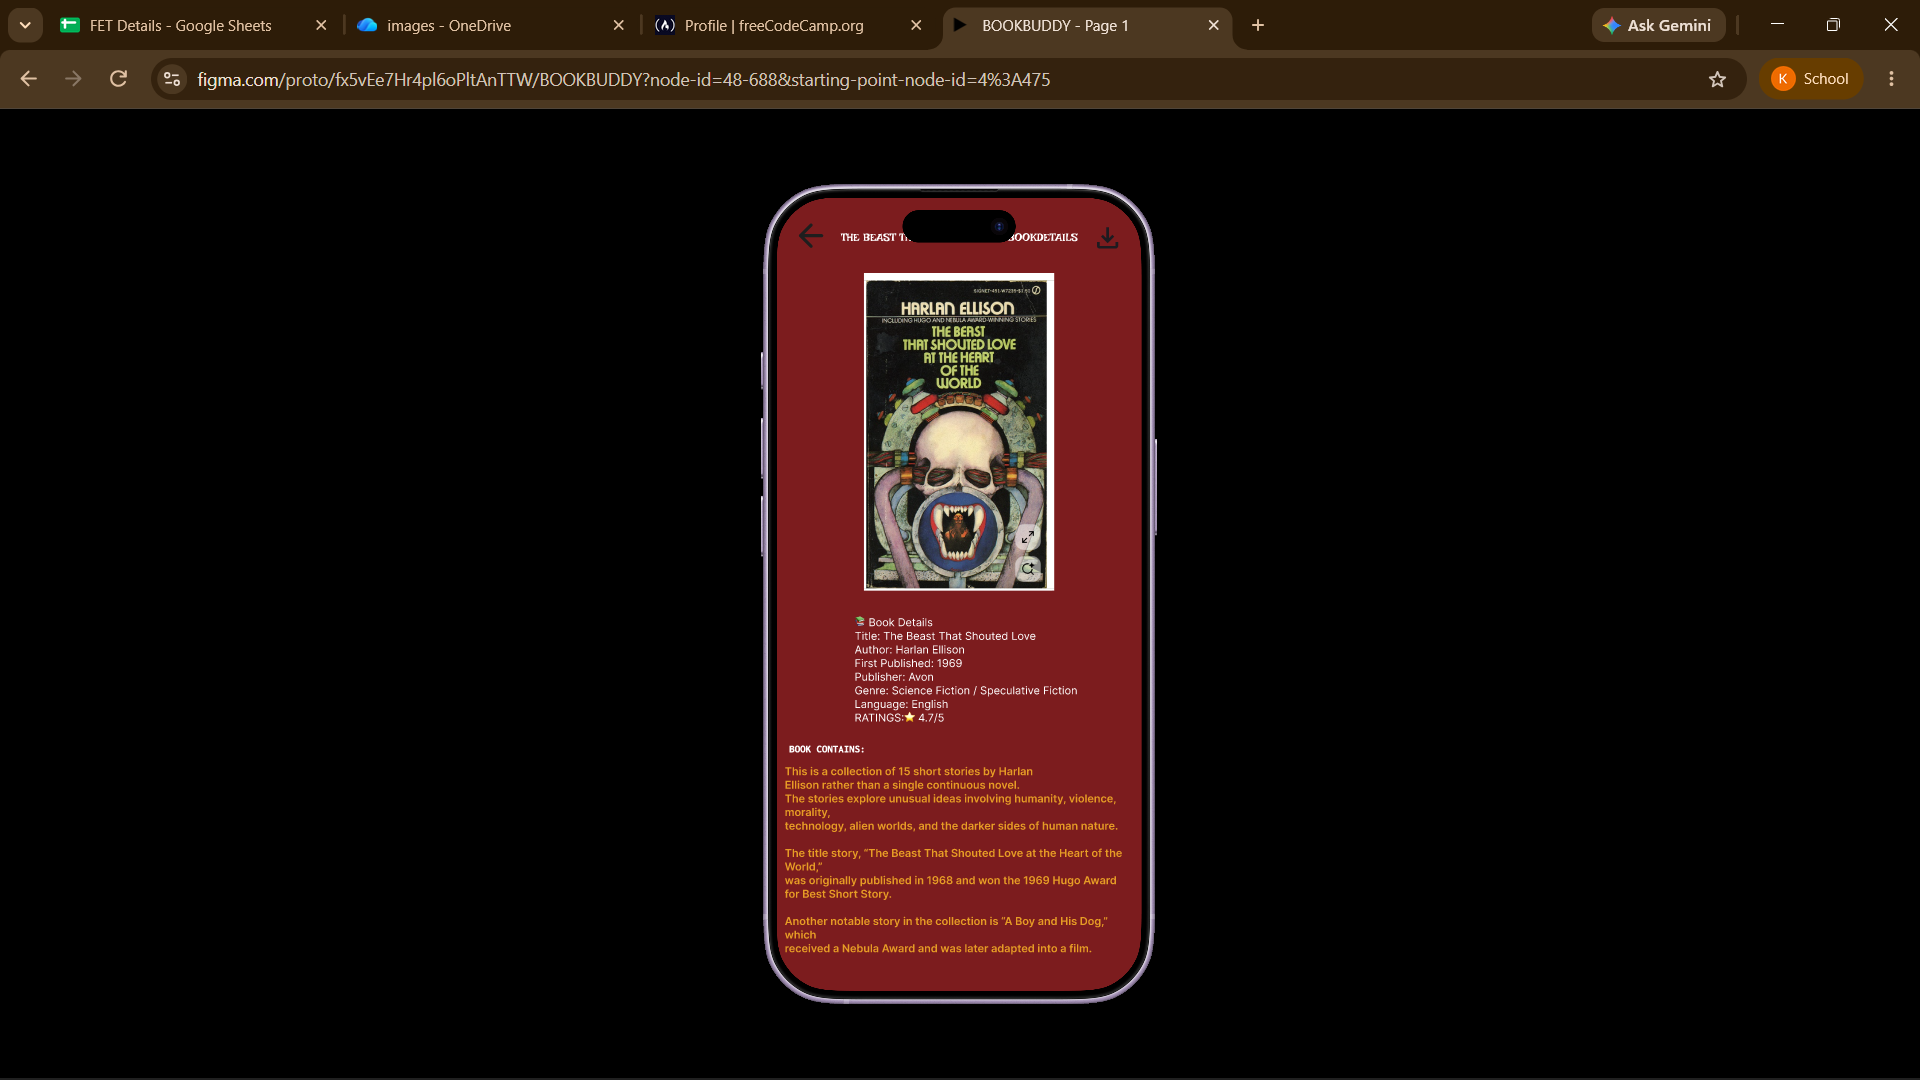 FET Details - Google Sheets
images - OneDrive
Profile | freeCodeCamp.org
BOOKBUDDY - Page 1
Ask Gemini
figma.com/proto/fx5vEe7Hr4pl6oPltAnTTW/BOOKBUDDY?node-id=48-688&starting-point-node-id=4%3A475
K School
THE BEAST BOOKDETAILS
HARLAN ELLISON
INCLUDING HUGO AND NEBULA AWARD-WINNING STORIES
THE BEAST
THAT SHOUTED LOVE
AT THE HEART
OF THE
WORLD
📚 Book Details
Title: The Beast That Shouted Love
Author: Harlan Ellison
First Published: 1969
Publisher: Avon
Genre: Science Fiction / Speculative Fiction
Language: English
RATINGS:⭐ 4.7/5
BOOK CONTAINS:
This is a collection of 15 short stories by Harlan
Ellison rather than a single continuous novel.
The stories explore unusual ideas involving humanity, violence,
morality,
technology, alien worlds, and the darker sides of human nature.
The title story, “The Beast That Shouted Love at the Heart of the
World,”
was originally published in 1968 and won the 1969 Hugo Award
for Best Short Story.
Another notable story in the collection is “A Boy and His Dog,”
which
received a Nebula Award and was later adapted into a film.